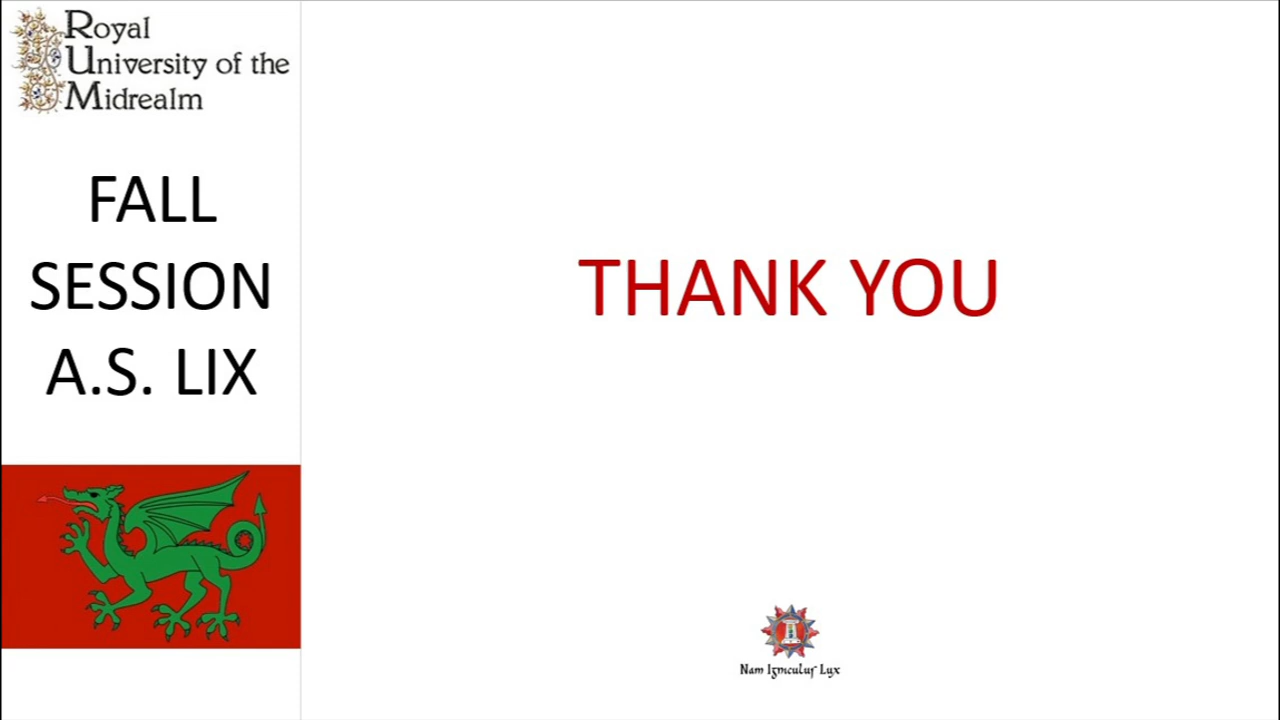 Royal
University of the
Midrealm
FALL
SESSION
A.S. LIX
THANK YOU
Nam Igniculus Lux